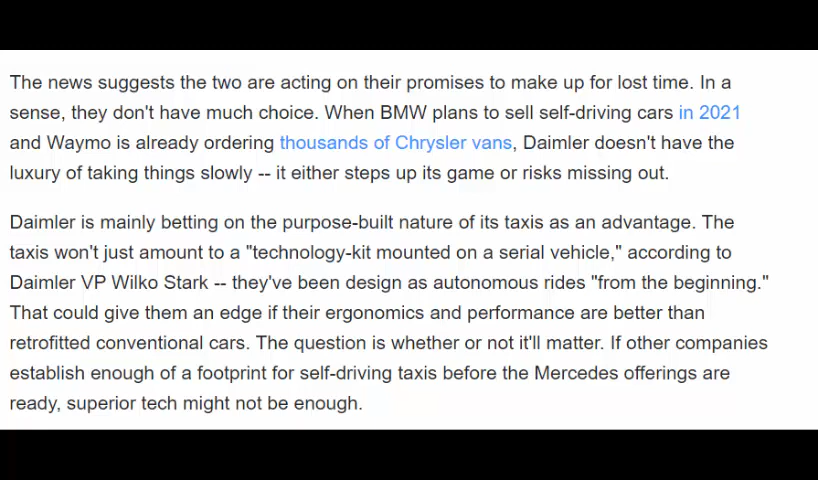 The news suggests the two are acting on their promises to make up for lost time. In a
sense, they don't have much choice. When BMW plans to sell self-driving cars in 2021
and Waymo is already ordering thousands of Chrysler vans, Daimler doesn't have the
luxury of taking things slowly -- it either steps up its game or risks missing out.
Daimler is mainly betting on the purpose-built nature of its taxis as an advantage. The
taxis won't just amount to a "technology-kit mounted on a serial vehicle," according to
Daimler VP Wilko Stark -- they've been design as autonomous rides "from the beginning."
That could give them an edge if their ergonomics and performance are better than
retrofitted conventional cars. The question is whether or not it'll matter. If other companies
establish enough of a footprint for self-driving taxis before the Mercedes offerings are
ready, superior tech might not be enough.